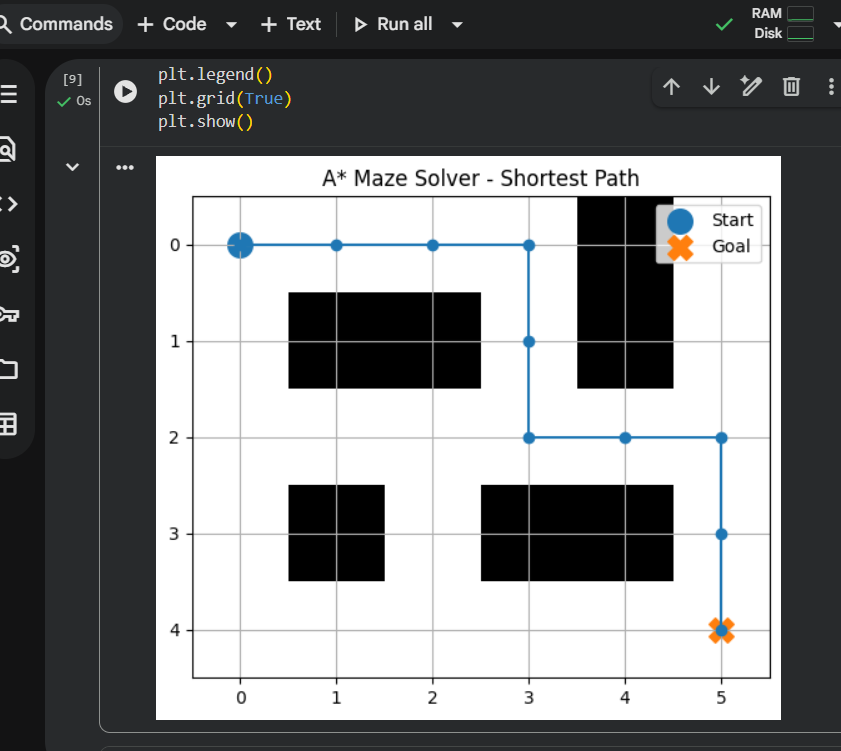 Commands + Code + Text Run all RAM
Disk
[9]
0s
plt.legend()
plt.grid(True)
plt.show()
A* Maze Solver - Shortest Path
Start
Goal
0
1
2
3
4
0 1 2 3 4 5